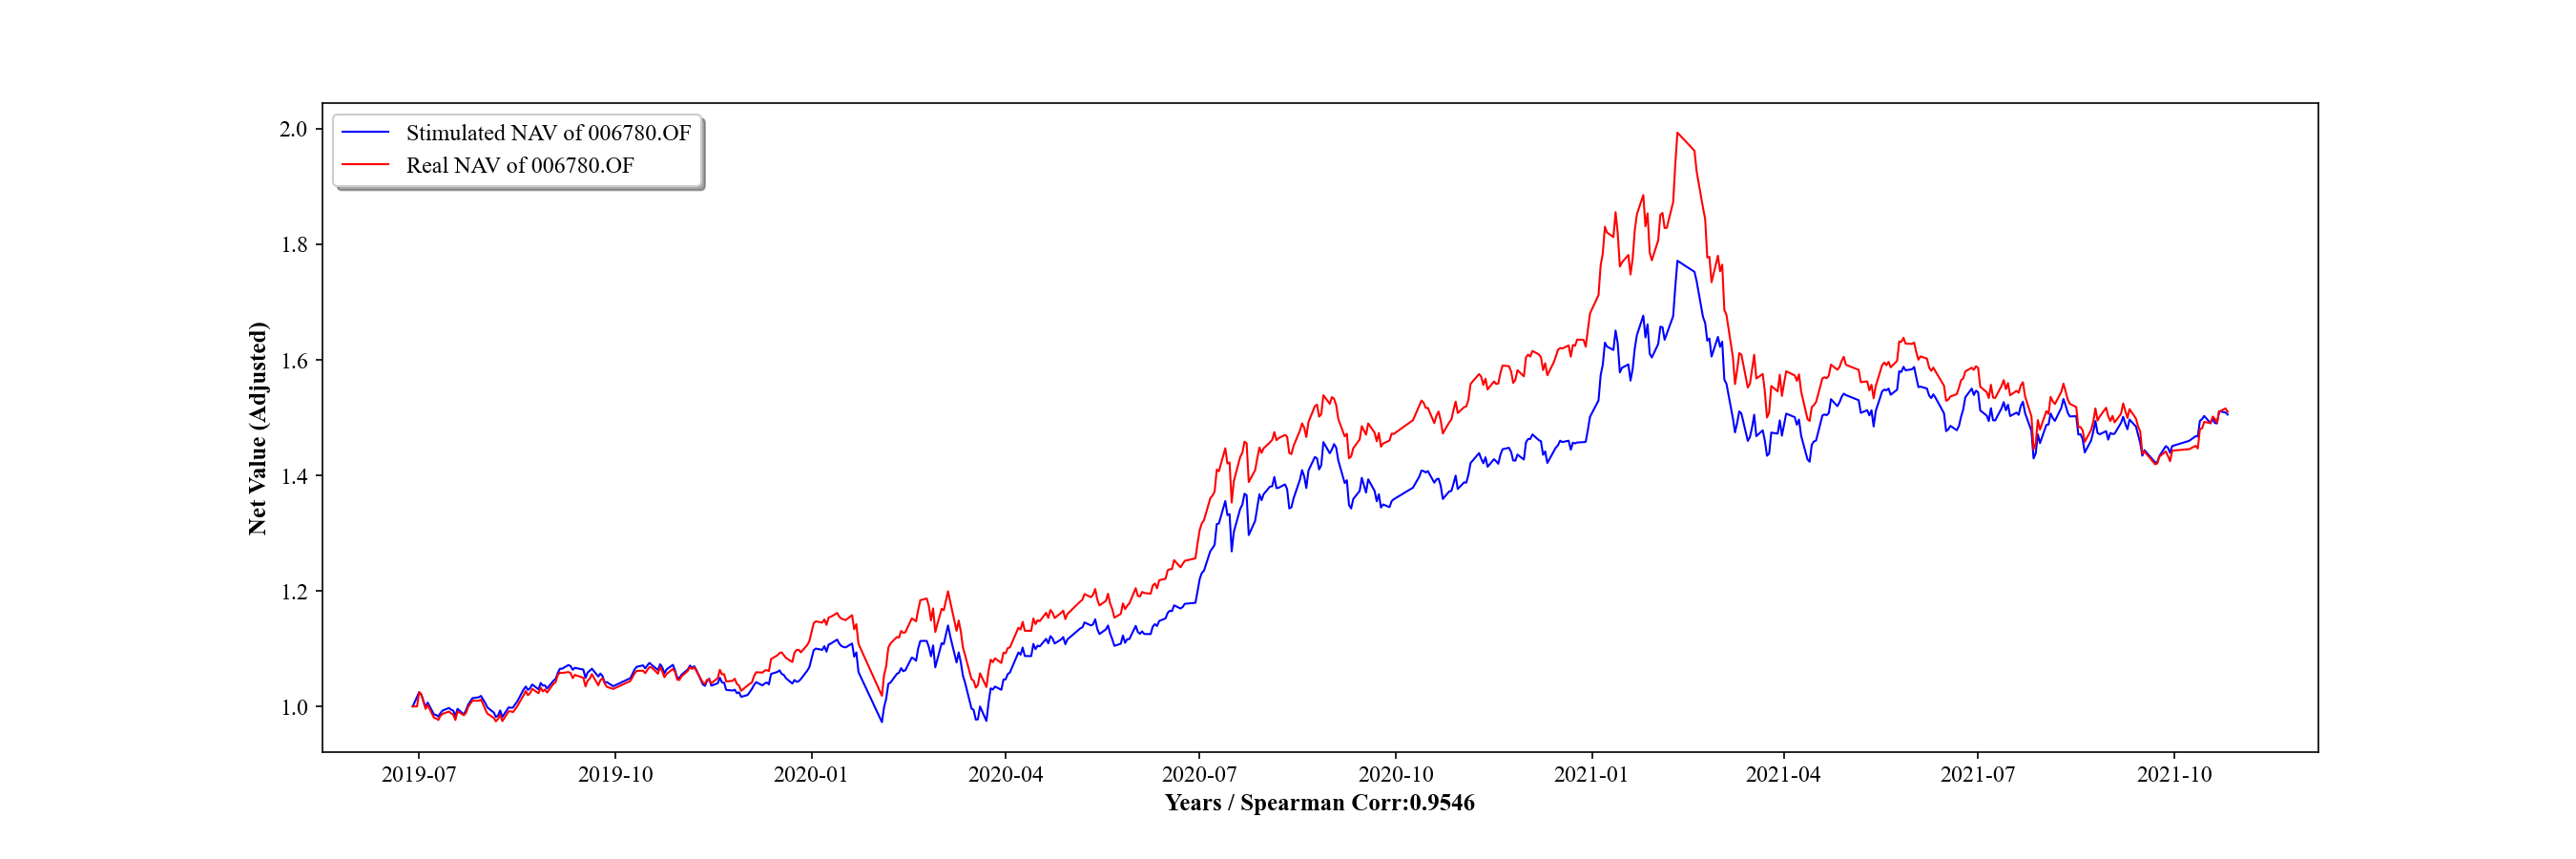 Stimulated NAV of 006780.OF
Real NAV of 006780.OF
Net Value (Adjusted)
2.0
1.8
1.6
1.4
1.2
1.0
2019-07 2019-10 2020-01 2020-04 2020-07 2020-10 2021-01 2021-04 2021-07 2021-10
Years / Spearman Corr:0.9546